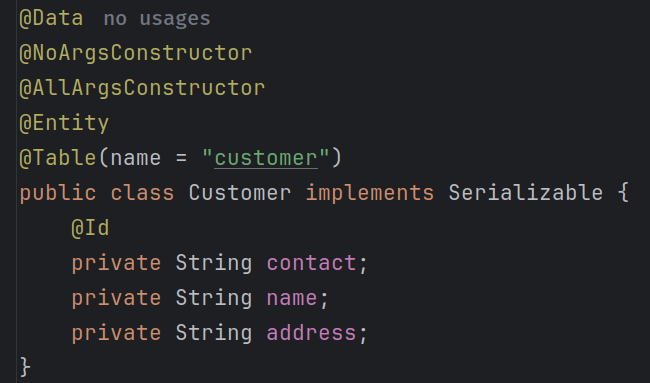 @Data no usages
@NoArgsConstructor
@AllArgsConstructor
@Entity
@Table(name = "customer")
public class Customer implements Serializable {
    @Id
    private String contact;
    private String name;
    private String address;
}